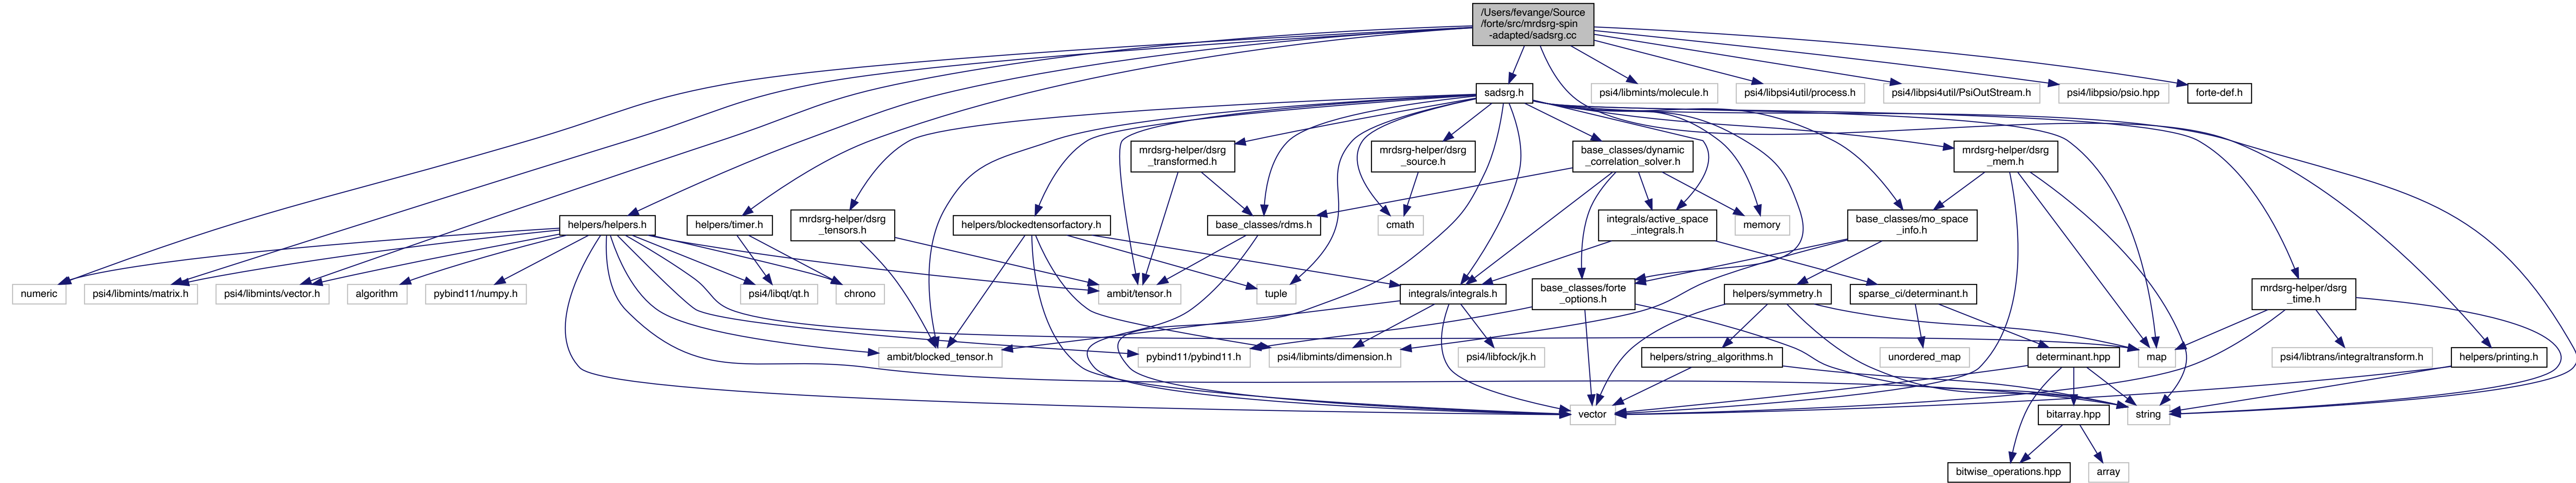 /Users/fevange/Source
/forte/src/mrdsrg-spin
-adapted/sadsrg.cc
sadsrg.h
psi4/libmints/molecule.h
psi4/libpsi4util/process.h
psi4/libpsi4util/PsiOutStream.h
psi4/libpsio/psio.hpp
forte-def.h
mrdsrg-helper/dsrg
_transformed.h
mrdsrg-helper/dsrg
_source.h
base_classes/dynamic
_correlation_solver.h
mrdsrg-helper/dsrg
_mem.h
helpers/helpers.h
helpers/timer.h
mrdsrg-helper/dsrg
_tensors.h
helpers/blockedtensorfactory.h
base_classes/rdms.h
cmath
integrals/active_space
_integrals.h
memory
base_classes/mo_space
_info.h
numeric
psi4/libmints/matrix.h
psi4/libmints/vector.h
algorithm
pybind11/numpy.h
psi4/libqt/qt.h
chrono
ambit/tensor.h
tuple
integrals/integrals.h
base_classes/forte
_options.h
helpers/symmetry.h
sparse_ci/determinant.h
mrdsrg-helper/dsrg
_time.h
ambit/blocked_tensor.h
pybind11/pybind11.h
psi4/libmints/dimension.h
psi4/libfock/jk.h
helpers/string_algorithms.h
unordered_map
determinant.hpp
map
psi4/libtrans/integraltransform.h
helpers/printing.h
vector
bitarray.hpp
string
bitwise_operations.hpp
array